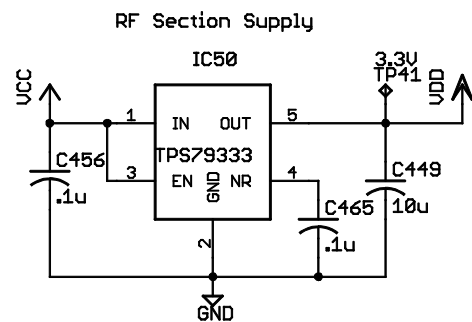 RF Section Supply
IC50
VCC
3.3V
TP41
VDD
1
IN
OUT
5
C456
.1u
TPS79333
C449
10u
3
EN
GND
NR
4
C465
.1u
2
GND